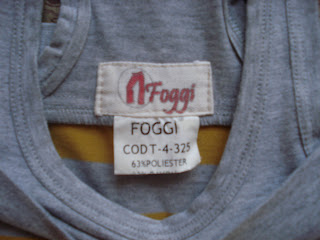 Foggi
FOGGI
COD T-4-325
63%POLIESTER